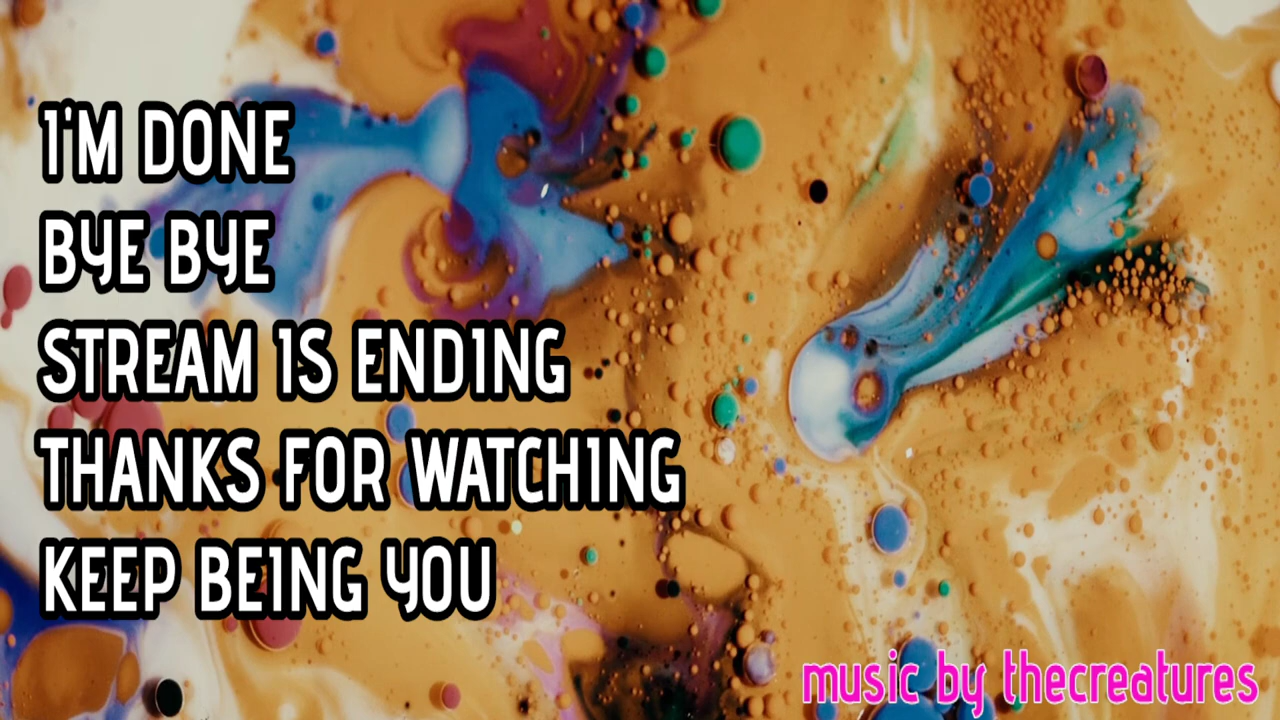 I'M DONE
BYE BYE
STREAM IS ENDING
THANKS FOR WATCHING
KEEP BEING YOU
music by thecreatures